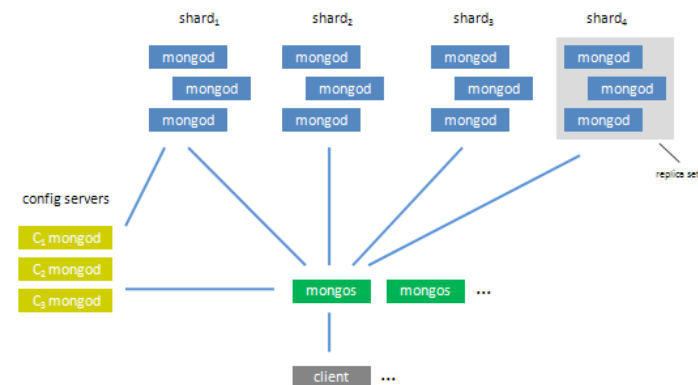 shard₁ shard₂ shard₃ shard₄
mongod mongod mongod mongod
mongod mongod mongod mongod
mongod mongod mongod mongod
replica set
config servers
C₁ mongod
C₂ mongod
C₃ mongod
mongos mongos ...
client ...